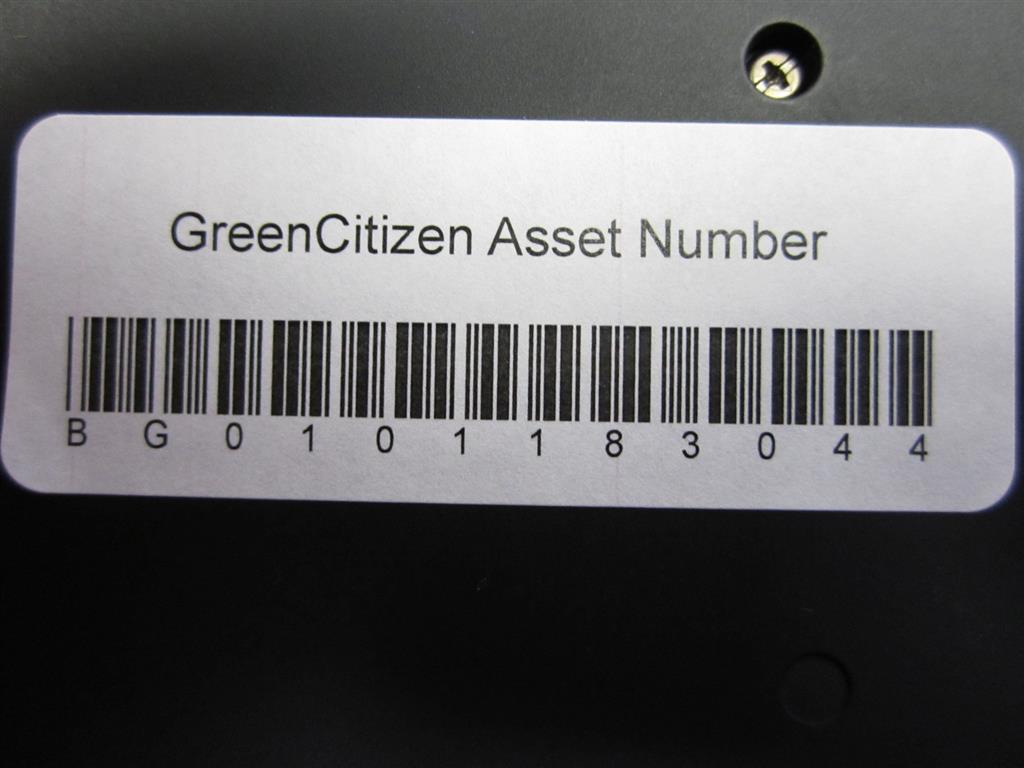 GreenCitizen Asset Number
B G 0 1 0 1 1 8 3 0 4 4